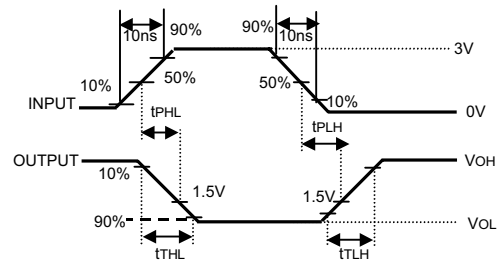 90% 90%
10ns 10ns
3V
10% 50% 50% 10%
INPUT 0V
tPHL tPLH
OUTPUT VOH
10% 1.5V 1.5V
90% VOL
tTHL tTLH